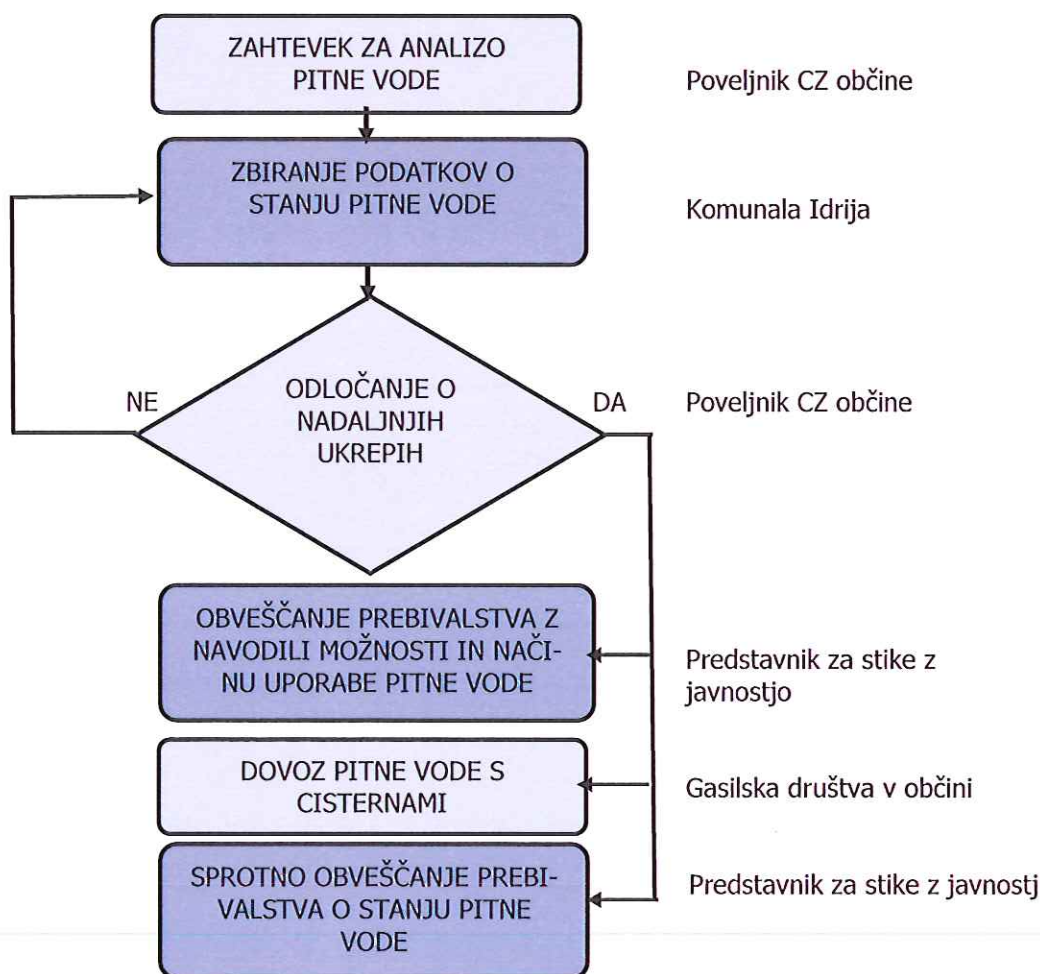 ZAHTEVEK ZA ANALIZO
PITNE VODE
Poveljnik CZ občine
ZBIRANJE PODATKOV O
STANJU PITNE VODE
Komunala Idrija
NE
ODLOČANJE O
NADALJNJIH
UKREPIH
DA
Poveljnik CZ občine
OBVEŠČANJE PREBIVALSTVA Z
NAVODILI MOŽNOSTI IN NAČI-
NU UPORABE PITNE VODE
Predstavnik za stike z
javnostjo
DOVOZ PITNE VODE S
CISTERNAMI
Gasilska društva v občini
SPROTNO OBVEŠČANJE PREBI-
VALSTVA O STANJU PITNE
VODE
Predstavnik za stike z javnostj